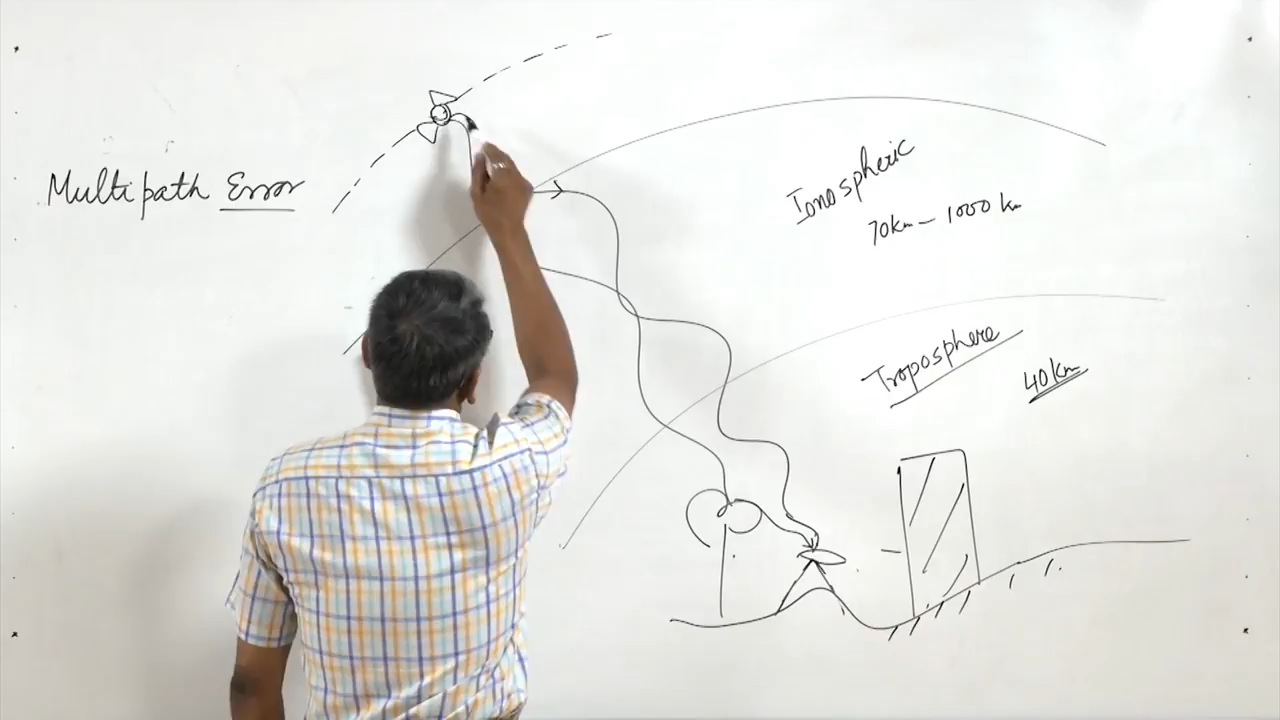 Multipath Error
Ionospheric
70km - 1000 km
Troposphere
40km